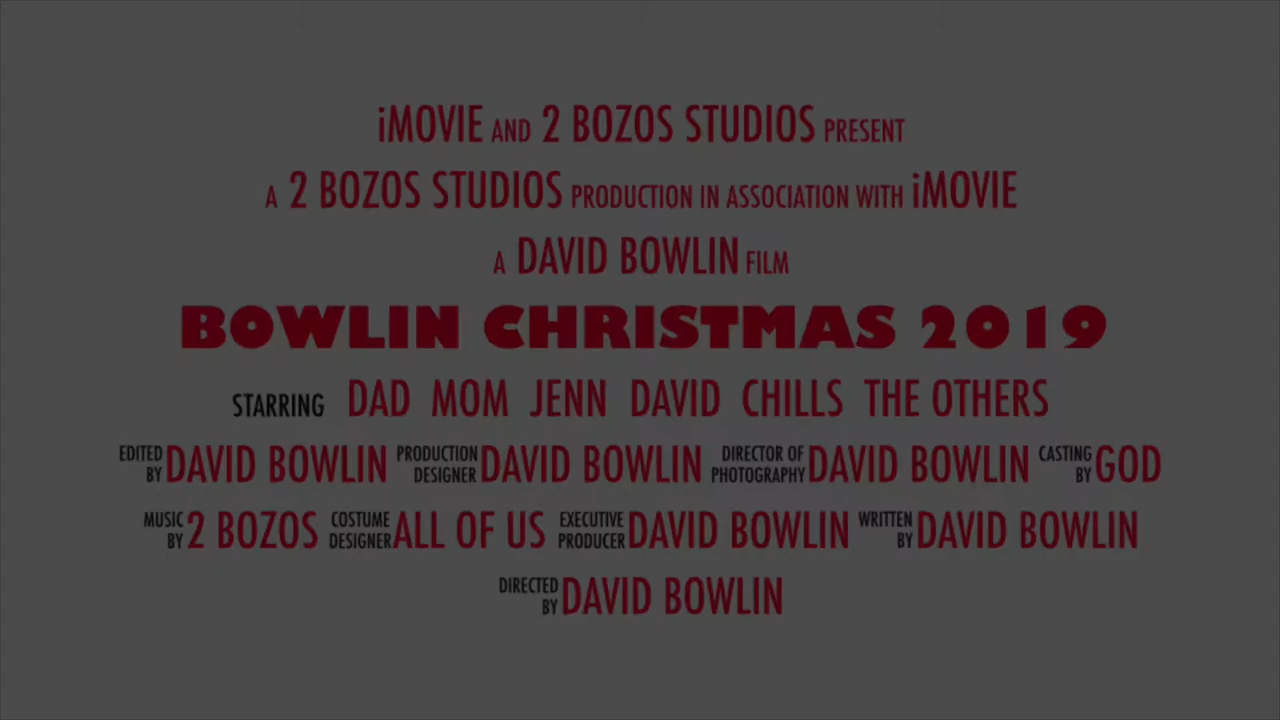 iMOVIE AND 2 BOZOS STUDIOS PRESENT
A 2 BOZOS STUDIOS PRODUCTION IN ASSOCIATION WITH iMOVIE
A DAVID BOWLIN FILM
BOWLIN CHRISTMAS 2019
STARRING DAD MOM JENN DAVID CHILLS THE OTHERS
EDITED BY DAVID BOWLIN PRODUCTION DESIGNER DAVID BOWLIN DIRECTOR OF PHOTOGRAPHY DAVID BOWLIN CASTING BY GOD
MUSIC BY 2 BOZOS COSTUME DESIGNER ALL OF US EXECUTIVE PRODUCER DAVID BOWLIN WRITTEN BY DAVID BOWLIN
DIRECTED BY DAVID BOWLIN